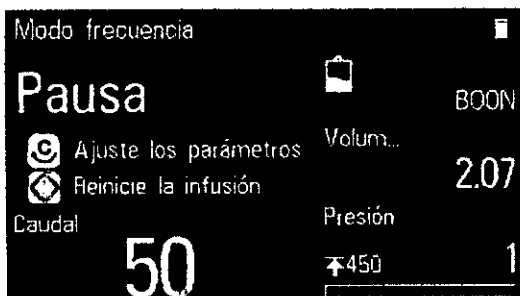 Modo frecuencia
Pausa
BOON
C Ajuste los parámetros
Reinicie la infusión
Volum...
2.07
Caudal
50
Presión
450
1